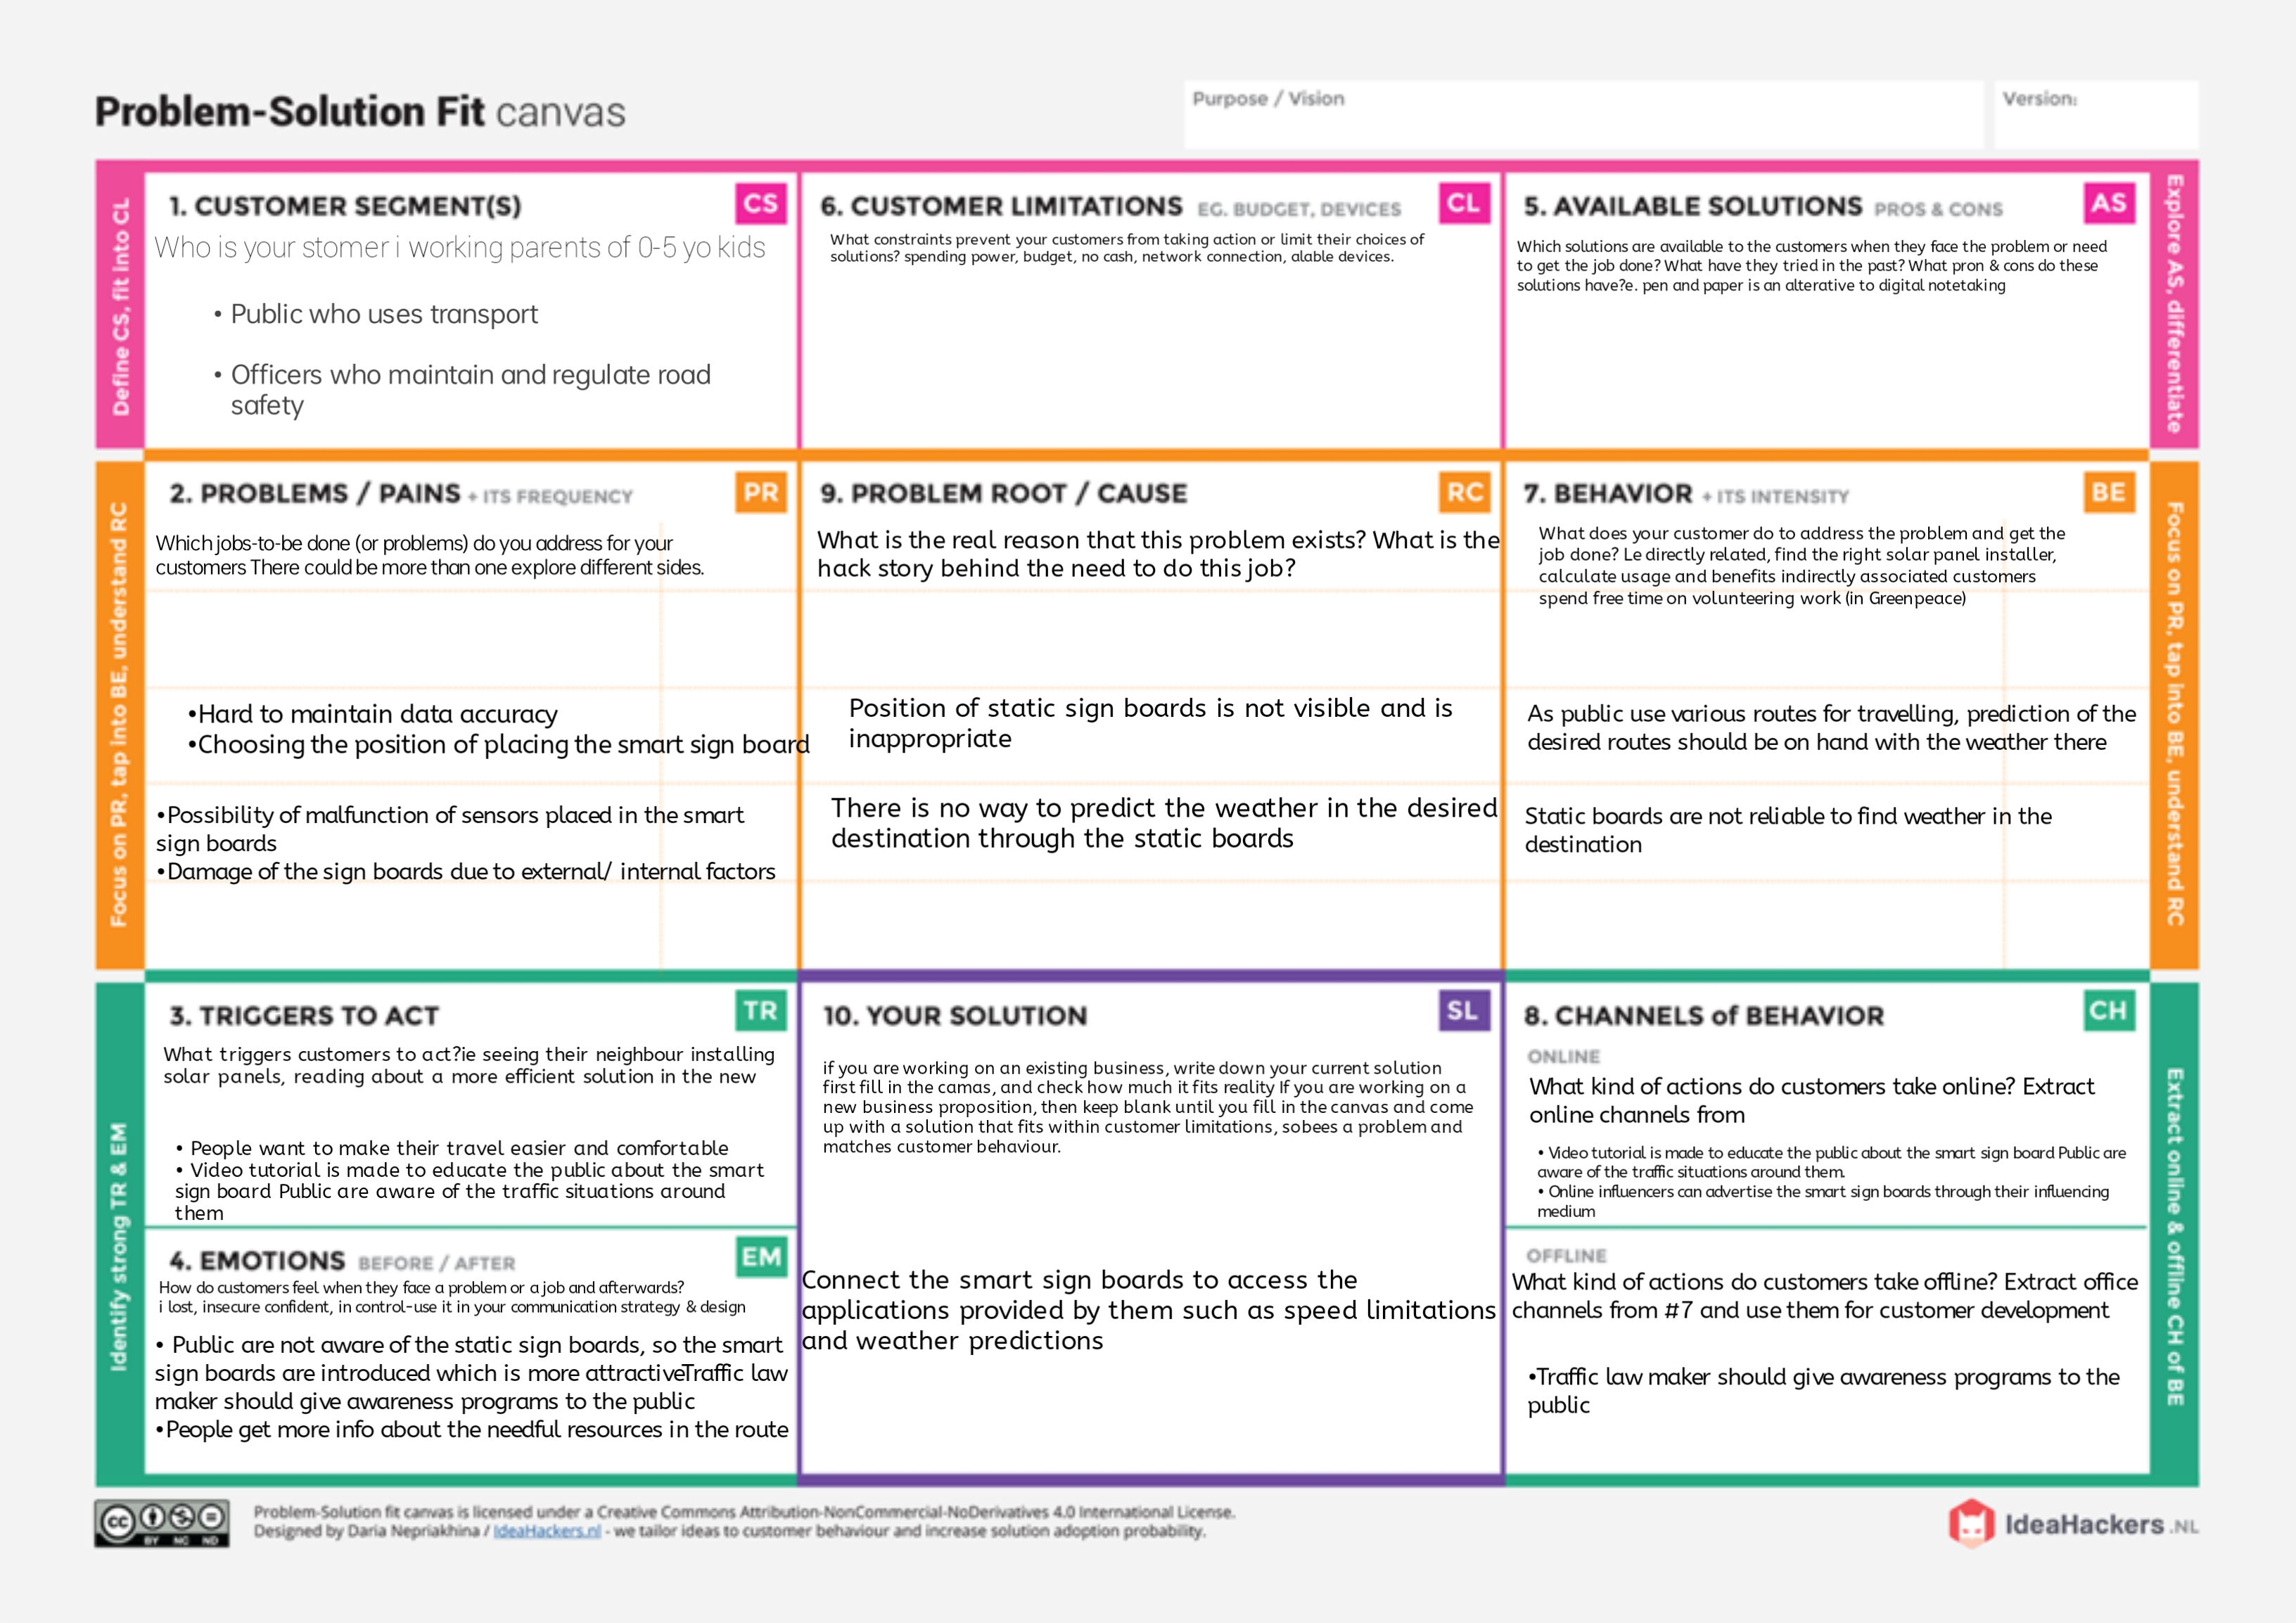 Problem-Solution Fit canvas
Purpose / Vision
Version:
Define CS, fit into CL
1. CUSTOMER SEGMENT(S)
CS
Who is your stomer i working parents of 0-5 yo kids
• Public who uses transport
• Officers who maintain and regulate road
safety
6. CUSTOMER LIMITATIONS EG. BUDGET, DEVICES
CL
What constraints prevent your customers from taking action or limit their choices of
solutions? spending power, budget, no cash, network connection, alable devices.
5. AVAILABLE SOLUTIONS PROS & CONS
AS
Which solutions are available to the customers when they face the problem or need
to get the job done? What have they tried in the past? What pron & cons do these
solutions have?e. pen and paper is an alterative to digital notetaking
Explore AS, differentiate
Focus on PR, tap into BE, understand RC
2. PROBLEMS / PAINS + ITS FREQUENCY
PR
Which jobs-to-be done (or problems) do you address for your
customers There could be more than one explore different sides.
•Hard to maintain data accuracy
•Choosing the position of placing the smart sign board
•Possibility of malfunction of sensors placed in the smart
sign boards
•Damage of the sign boards due to external/ internal factors
9. PROBLEM ROOT / CAUSE
RC
What is the real reason that this problem exists? What is the
hack story behind the need to do this job?
Position of static sign boards is not visible and is
inappropriate
There is no way to predict the weather in the desired
destination through the static boards
7. BEHAVIOR + ITS INTENSITY
BE
What does your customer do to address the problem and get the
job done? Le directly related, find the right solar panel installer,
calculate usage and benefits indirectly associated customers
spend free time on volunteering work (in Greenpeace)
As public use various routes for travelling, prediction of the
desired routes should be on hand with the weather there
Static boards are not reliable to find weather in the
destination
Focus on PR, tap into BE, understand RC
Identify strong TR & EM
3. TRIGGERS TO ACT
TR
What triggers customers to act?ie seeing their neighbour installing
solar panels, reading about a more efficient solution in the new
• People want to make their travel easier and comfortable
• Video tutorial is made to educate the public about the smart
sign board Public are aware of the traffic situations around
them
4. EMOTIONS BEFORE / AFTER
EM
How do customers feel when they face a problem or a job and afterwards?
i lost, insecure confident, in control-use it in your communication strategy & design
• Public are not aware of the static sign boards, so the smart
sign boards are introduced which is more attractiveTraffic law
maker should give awareness programs to the public
•People get more info about the needful resources in the route
10. YOUR SOLUTION
SL
if you are working on an existing business, write down your current solution
first fill in the camas, and check how much it fits reality If you are working on a
new business proposition, then keep blank until you fill in the canvas and come
up with a solution that fits within customer limitations, sobees a problem and
matches customer behaviour.
Connect the smart sign boards to access the
applications provided by them such as speed limitations
and weather predictions
8. CHANNELS of BEHAVIOR
CH
ONLINE
What kind of actions do customers take online? Extract
online channels from
• Video tutorial is made to educate the public about the smart sign board Public are
aware of the traffic situations around them.
• Online influencers can advertise the smart sign boards through their influencing
medium
OFFLINE
What kind of actions do customers take offline? Extract office
channels from #7 and use them for customer development
•Traffic law maker should give awareness programs to the
public
Extract online & offline CH of BE
cc BY NC ND
Problem-Solution fit canvas is licensed under a Creative Commons Attribution-NonCommercial-NoDerivatives 4.0 International License.
Designed by Daria Nepriakhina / IdeaHackers.nl - we tailor ideas to customer behaviour and increase solution adoption probability.
IdeaHackers.NL